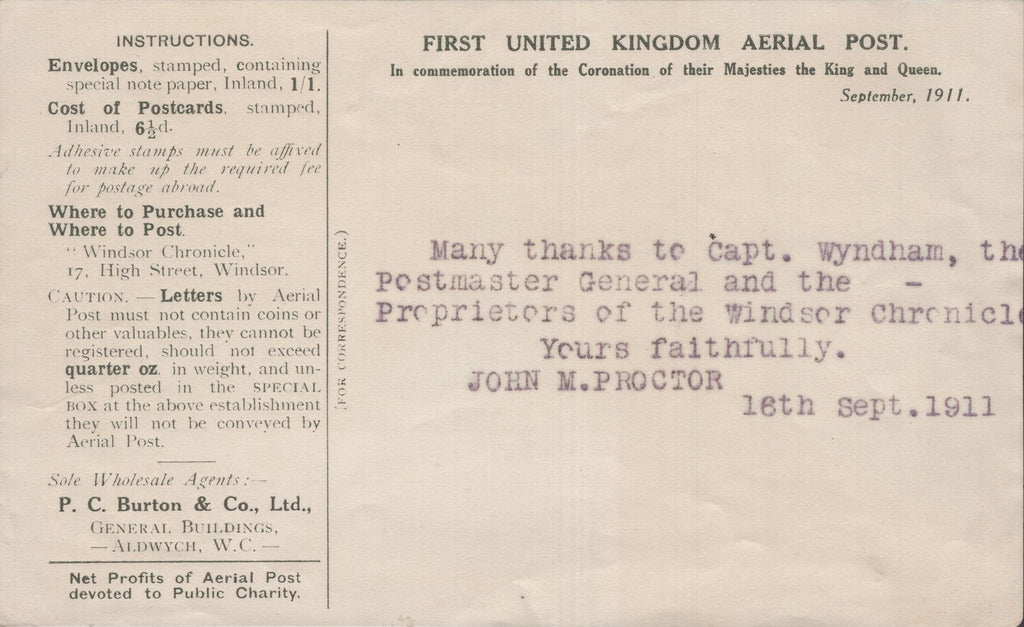 INSTRUCTIONS.
Envelopes, stamped, containing
special note paper, Inland, 1/1.
Cost of Postcards, stamped,
Inland, 6½d.
Adhesive stamps must be affixed
to make up the required fee
for postage abroad.
Where to Purchase and
Where to Post.
"Windsor Chronicle,"
17, High Street, Windsor.
CAUTION. — Letters by Aerial
Post must not contain coins or
other valuables, they cannot be
registered, should not exceed
quarter oz. in weight, and un-
less posted in the SPECIAL
BOX at the above establishment
they will not be conveyed by
Aerial Post.
Sole Wholesale Agents:—
P. C. Burton & Co., Ltd.,
GENERAL BUILDINGS,
— ALDWYCH, W.C. —
Net Profits of Aerial Post
devoted to Public Charity.
(FOR CORRESPONDENCE.)
FIRST UNITED KINGDOM AERIAL POST.
In commemoration of the Coronation of their Majesties the King and Queen.
September, 1911.
Many thanks to Capt. Wyndham, the
Postmaster General and the –
Proprietors of the Windsor Chronicle
Yours faithfully.
JOHN M.PROCTOR
16th Sept.1911